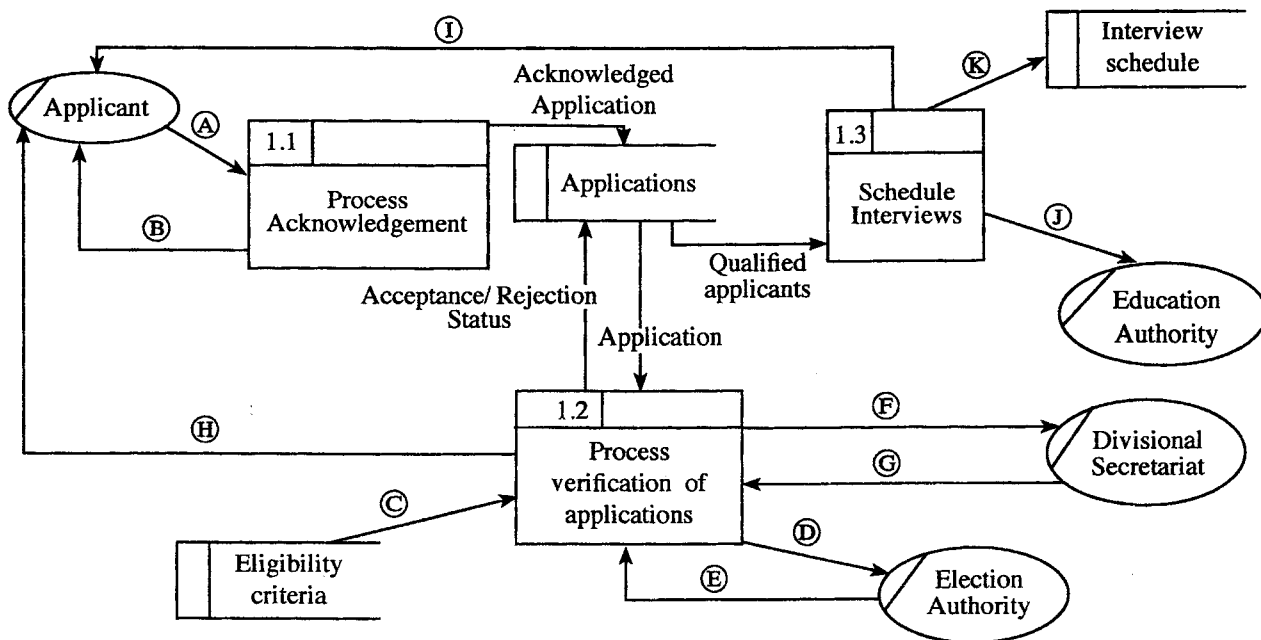 Ⓘ
Interview
schedule
Ⓚ
Acknowledged
Application
Applicant
Ⓐ
1.1
1.3
Process
Acknowledgement
Applications
Schedule
Interviews
Ⓑ
Ⓙ
Qualified
applicants
Acceptance/ Rejection
Status
Education
Authority
Application
1.2
Ⓕ
Ⓗ
Divisional
Secretariat
Process
verification of
applications
Ⓖ
Ⓒ
Ⓓ
Eligibility
criteria
Ⓔ
Election
Authority